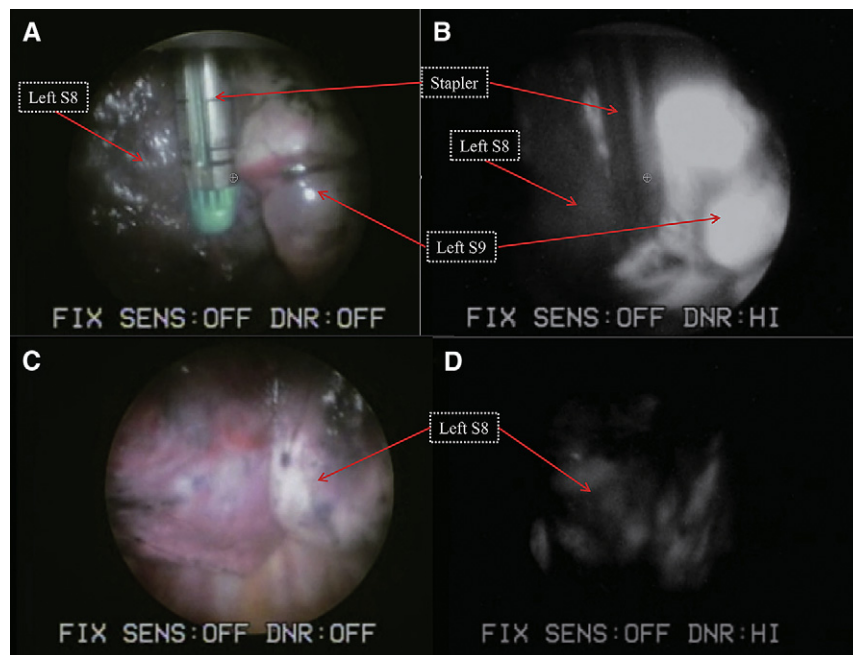 A
B
Left S8
Stapler
Left S8
Left S9
FIX SENS:OFF DNR:OFF
FIX SENS:OFF DNR:HI
C
D
Left S8
FIX SENS:OFF DNR:OFF
FIX SENS:OFF DNR:HI